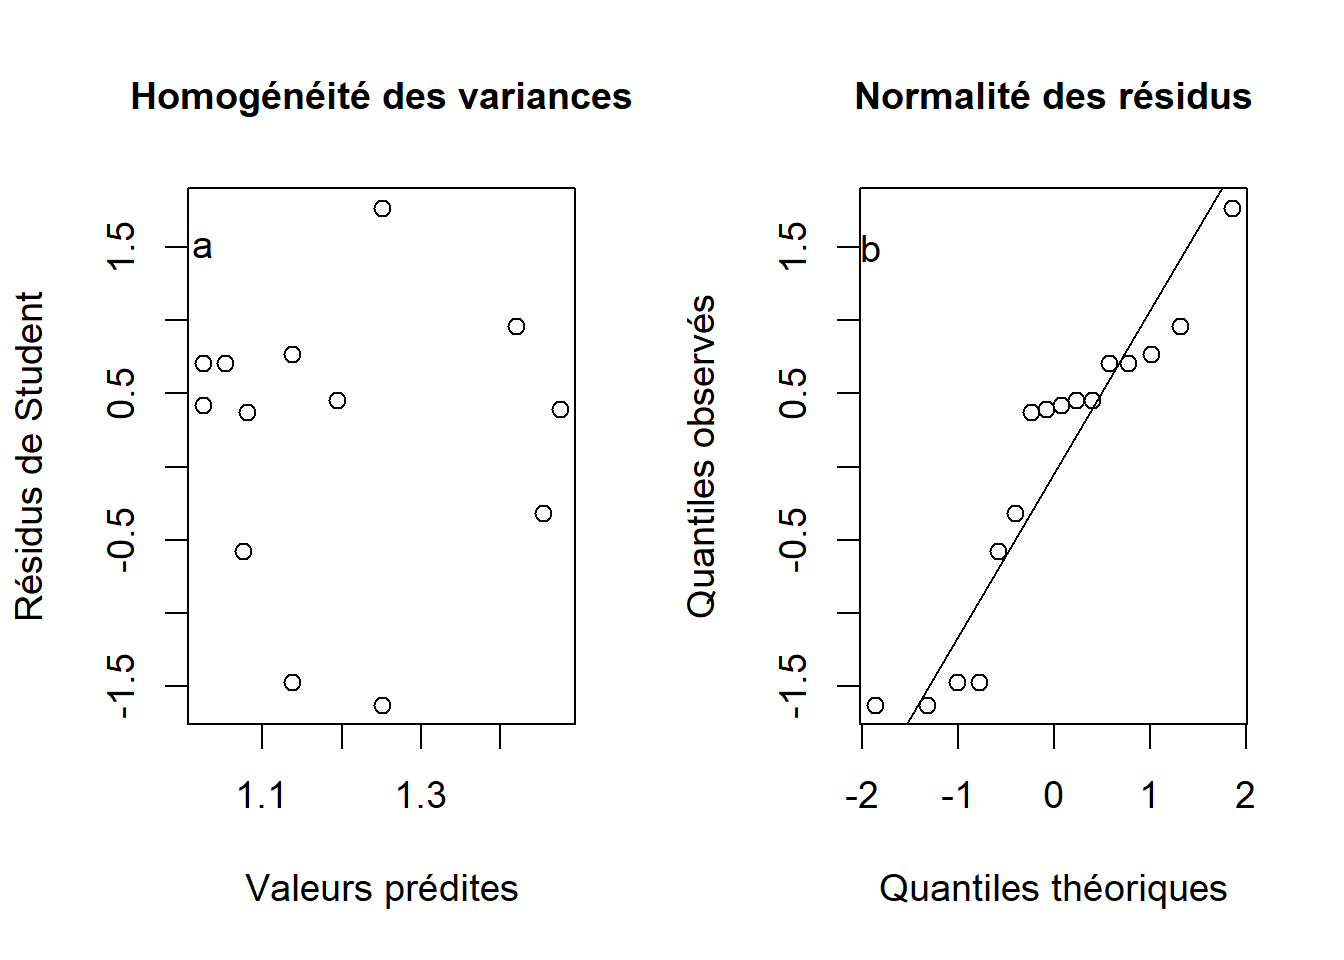 Homogénéité des variances
Résidus de Student
1.5
0.5
-0.5
-1.5
a
1.1
1.3
Valeurs prédites
Normalité des résidus
Quantiles observés
1.5
0.5
-0.5
-1.5
b
-2
-1
0
1
2
Quantiles théoriques